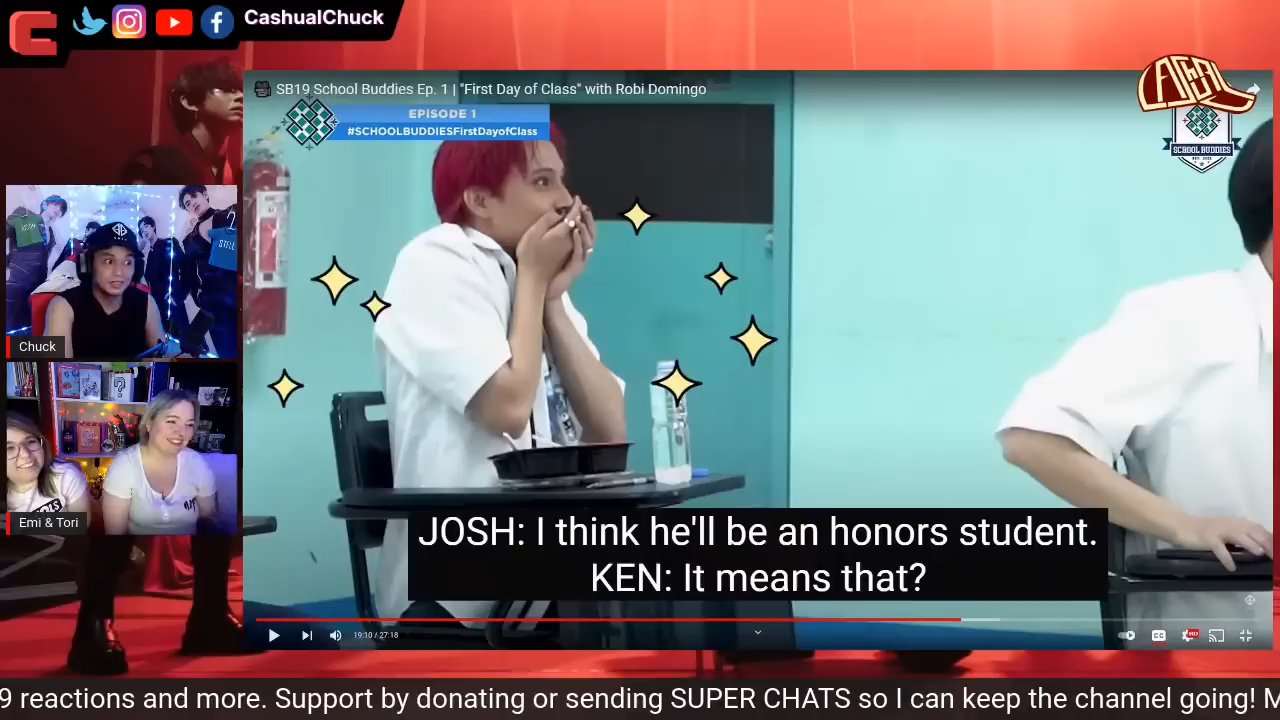 CashualChuck
SB19 School Buddies Ep. 1 | "First Day of Class" with Robi Domingo
EPISODE 1
#SCHOOLBUDDIESFirstDayofClass
SCHOOL BUDDIES
Chuck
Emi & Tori
JOSH: I think he'll be an honors student.
KEN: It means that?
19:10 / 27:18
CC
HD
9 reactions and more. Support by donating or sending SUPER CHATS so I can keep the channel going! M